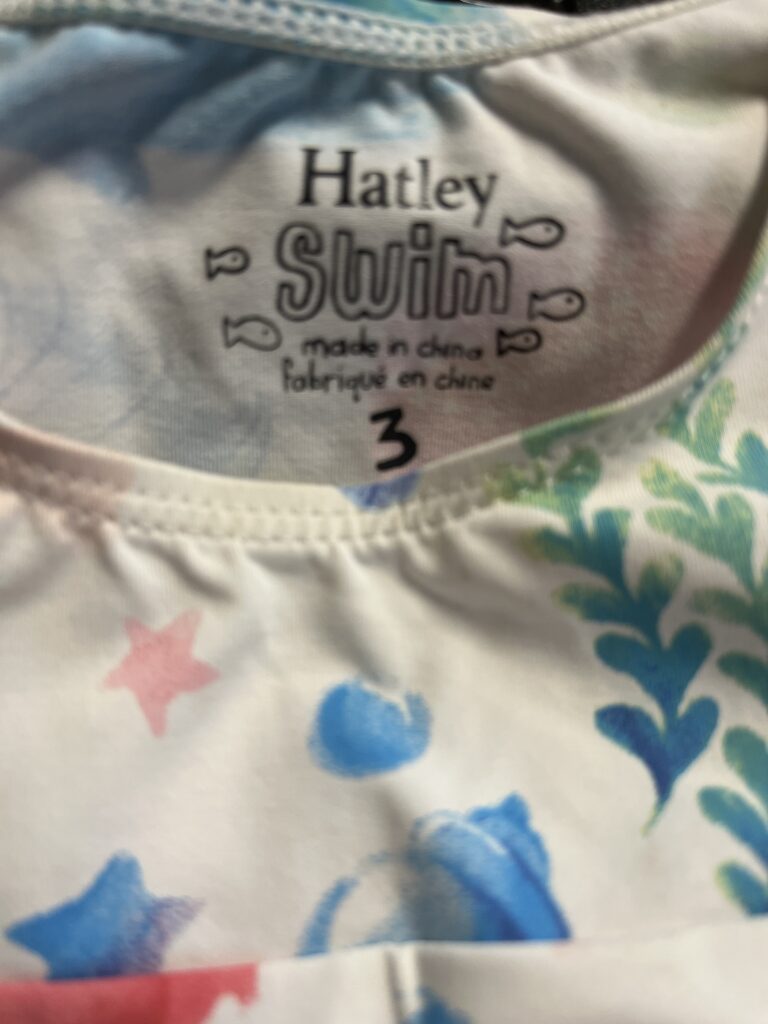 Hatley
Swim
made in china
fabriqué en chine
3